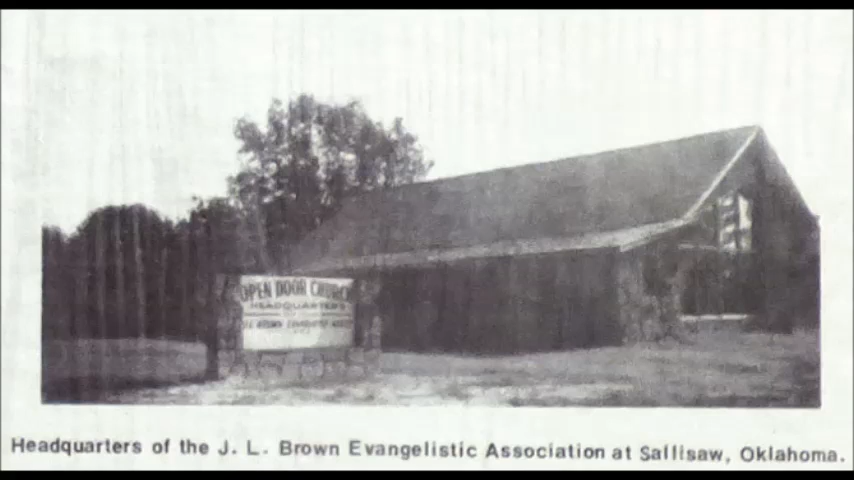 OPEN DOOR CHURCH
HEADQUARTERS
Headquarters of the J. L. Brown Evangelistic Association at Sallisaw, Oklahoma.